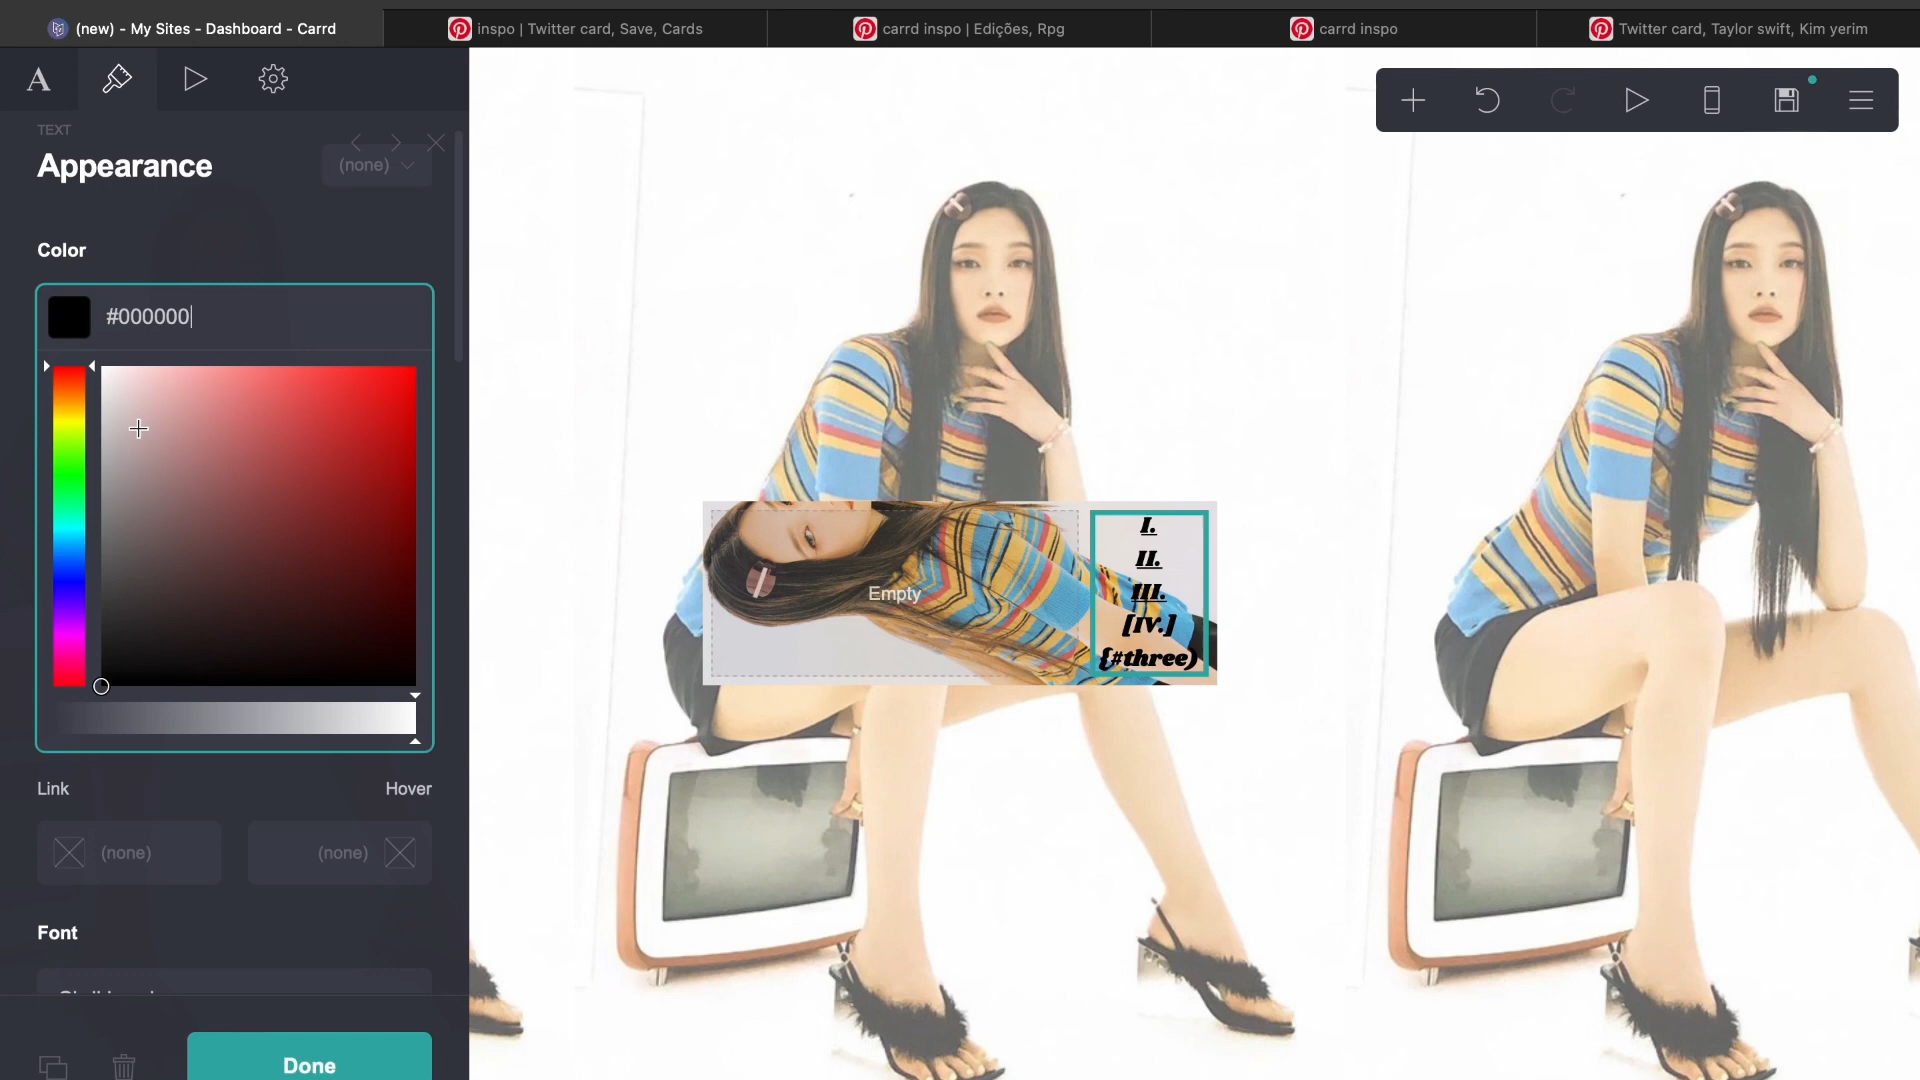 (new) - My Sites - Dashboard - Carrd
inspo | Twitter card, Save, Cards
carrd inspo | Edições, Rpg
carrd inspo
Twitter card, Taylor swift, Kim yerim
A
TEXT
Appearance
(none)
Color
#000000
I.
II.
III.
[IV.]
{#three)
Empty
Link
Hover
(none)
(none)
Font
Done